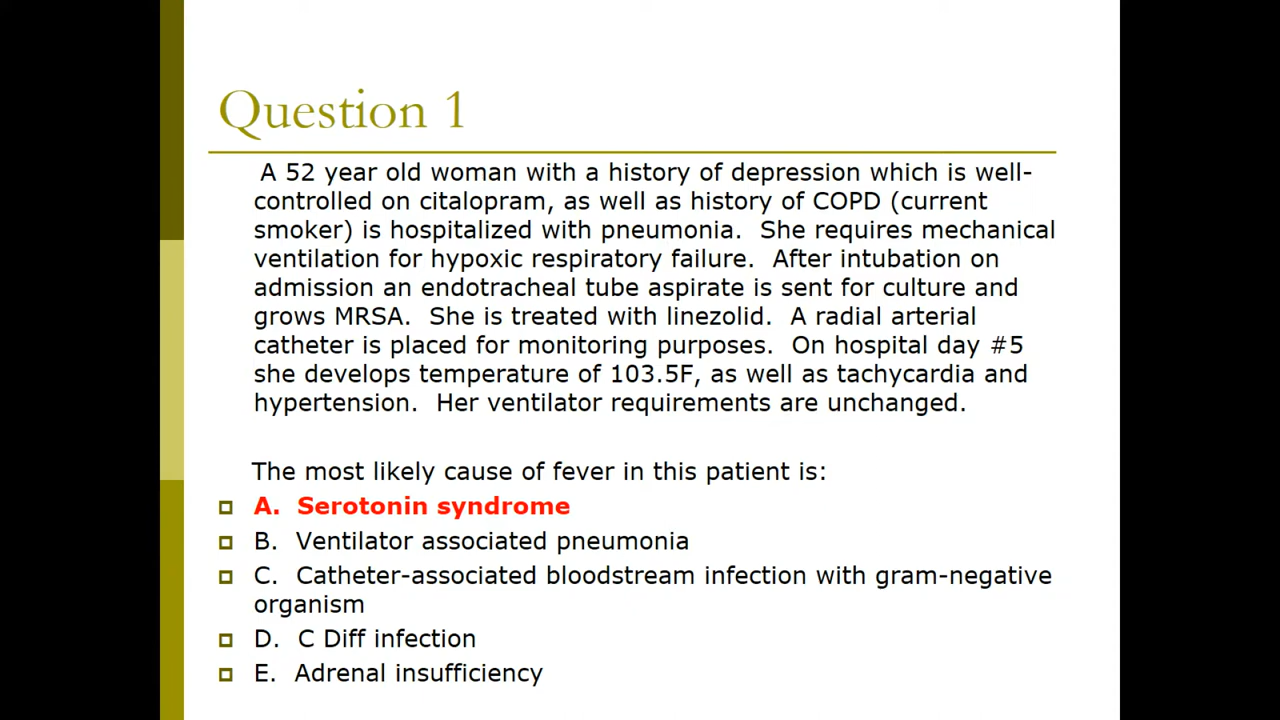 Question 1
A 52 year old woman with a history of depression which is well-
controlled on citalopram, as well as history of COPD (current
smoker) is hospitalized with pneumonia. She requires mechanical
ventilation for hypoxic respiratory failure. After intubation on
admission an endotracheal tube aspirate is sent for culture and
grows MRSA. She is treated with linezolid. A radial arterial
catheter is placed for monitoring purposes. On hospital day #5
she develops temperature of 103.5F, as well as tachycardia and
hypertension. Her ventilator requirements are unchanged.
The most likely cause of fever in this patient is:
A. Serotonin syndrome
B. Ventilator associated pneumonia
C. Catheter-associated bloodstream infection with gram-negative
organism
D. C Diff infection
E. Adrenal insufficiency